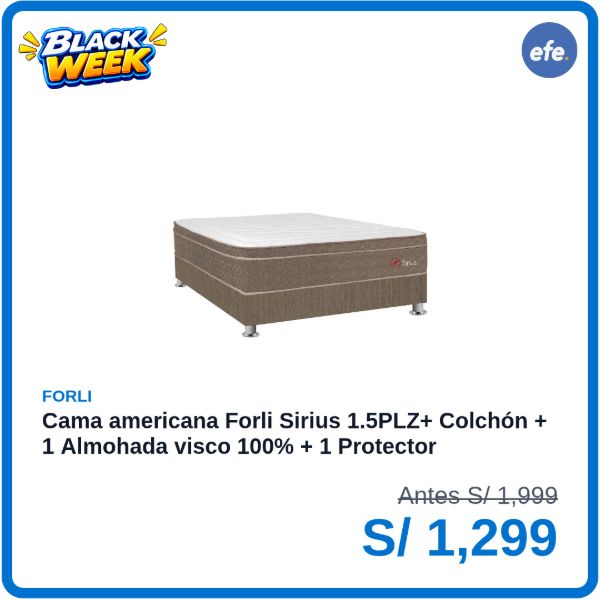 BLACK
WEEK
efe.
Sirius
FORLI
Cama americana Forli Sirius 1.5PLZ+ Colchón +
1 Almohada visco 100% + 1 Protector
Antes S/ 1,999
S/ 1,299